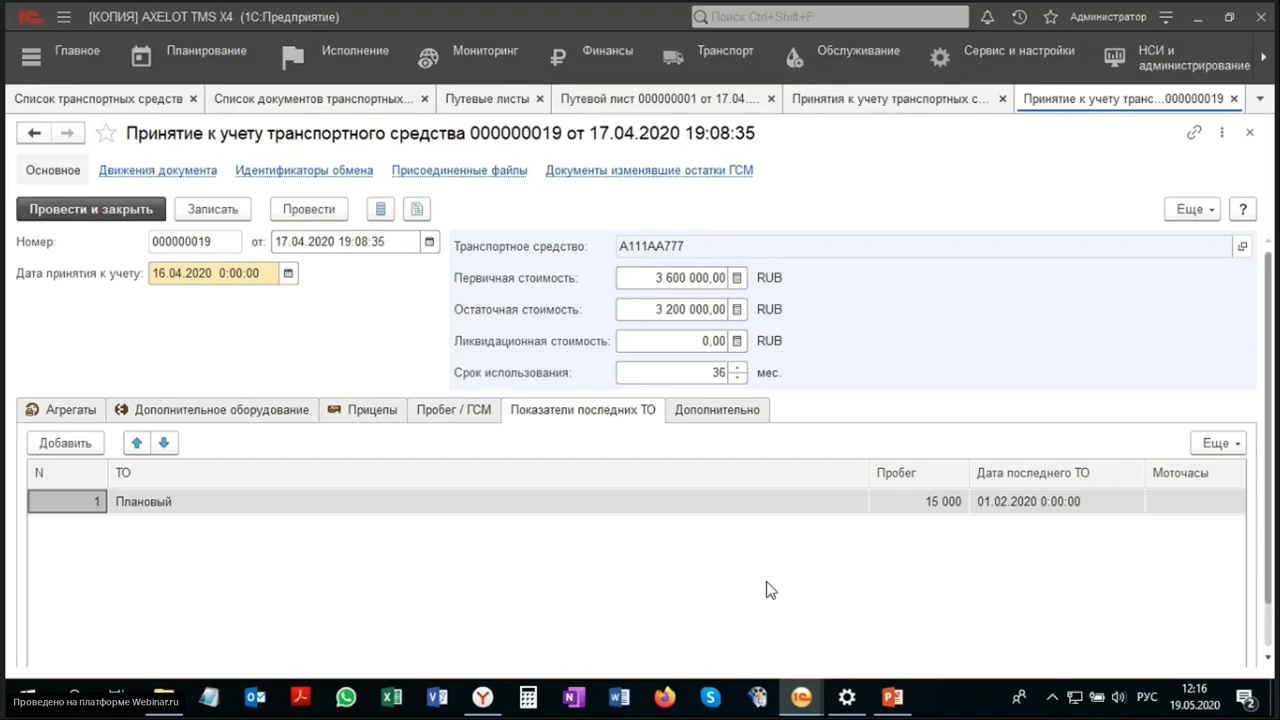 [КОПИЯ] AXELOT TMS X4 (1С:Предприятие)
Поиск Ctrl+Shift+F
Администратор
Главное
Планирование
Исполнение
Мониторинг
Финансы
Транспорт
Обслуживание
Сервис и настройки
НСИ и
администрирование
Список транспортных средств
Список документов транспортных...
Путевые листы
Путевой лист 000000001 от 17.04....
Принятия к учету транспортных с...
Принятие к учету транс...000000019
Принятие к учету транспортного средства 000000019 от 17.04.2020 19:08:35
Основное
Движения документа
Идентификаторы обмена
Присоединенные файлы
Документы изменявшие остатки ГСМ
Провести и закрыть
Записать
Провести
Еще
?
Номер: 000000019 от: 17.04.2020 19:08:35
Дата принятия к учету: 16.04.2020 0:00:00
Транспортное средство: А111АА777
Первичная стоимость: 3 600 000,00 RUB
Остаточная стоимость: 3 200 000,00 RUB
Ликвидационная стоимость: 0,00 RUB
Срок использования: 36 мес.
Агрегаты
Дополнительное оборудование
Прицепы
Пробег / ГСМ
Показатели последних ТО
Дополнительно
Добавить
Еще
N ТО Пробег Дата последнего ТО Моточасы
1 Плановый 15 000 01.02.2020 0:00:00
Проведено на платформе Webinar.ru
РУС
12:16
19.05.2020
2